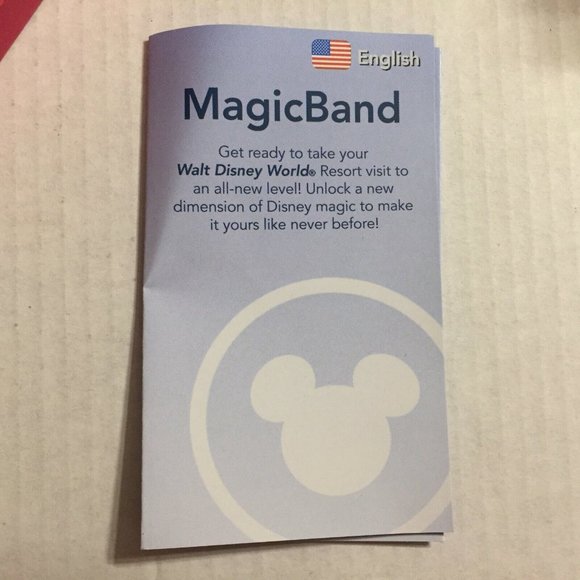 English
MagicBand
Get ready to take your
Walt Disney World® Resort visit to
an all-new level! Unlock a new
dimension of Disney magic to make
it yours like never before!